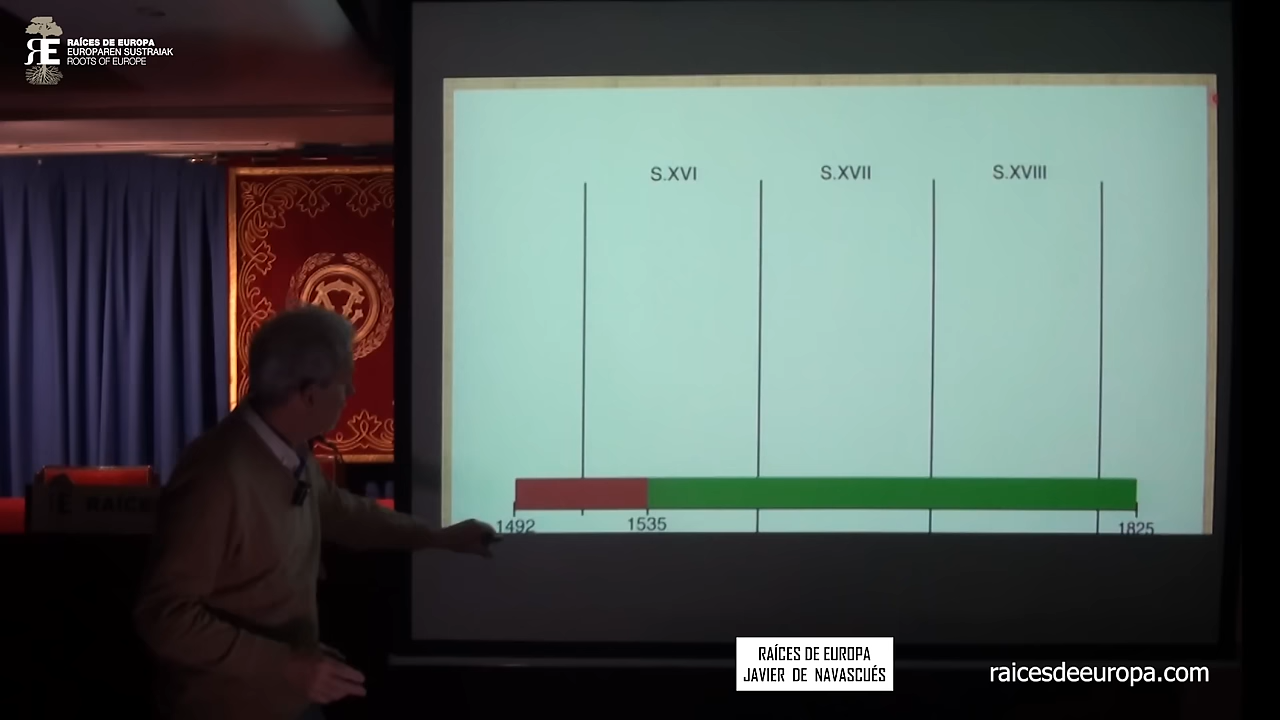 RAÍCES DE EUROPA
EUROPAREN SUSTRAIAK
ROOTS OF EUROPE
S.XVI
S.XVII
S.XVIII
1492
1535
1825
RAÍCES
RAÍCES DE EUROPA
JAVIER DE NAVASCUÉS
raicesdeeuropa.com